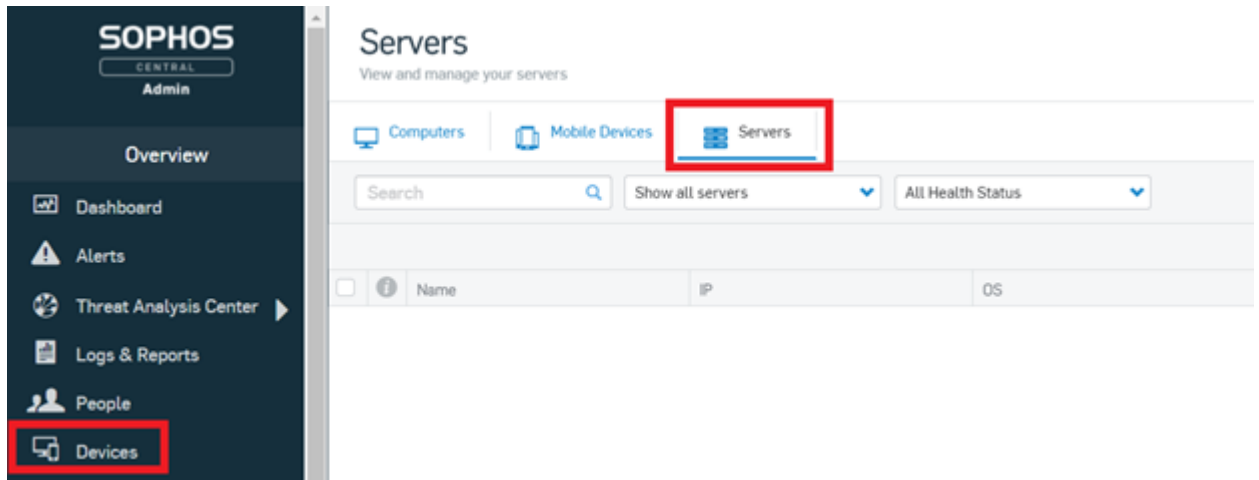 SOPHOS
CENTRAL
Admin
Overview
Dashboard
Alerts
Threat Analysis Center
Logs & Reports
People
Devices
Servers
View and manage your servers
Computers
Mobile Devices
Servers
Search
Show all servers
All Health Status
Name
IP
OS